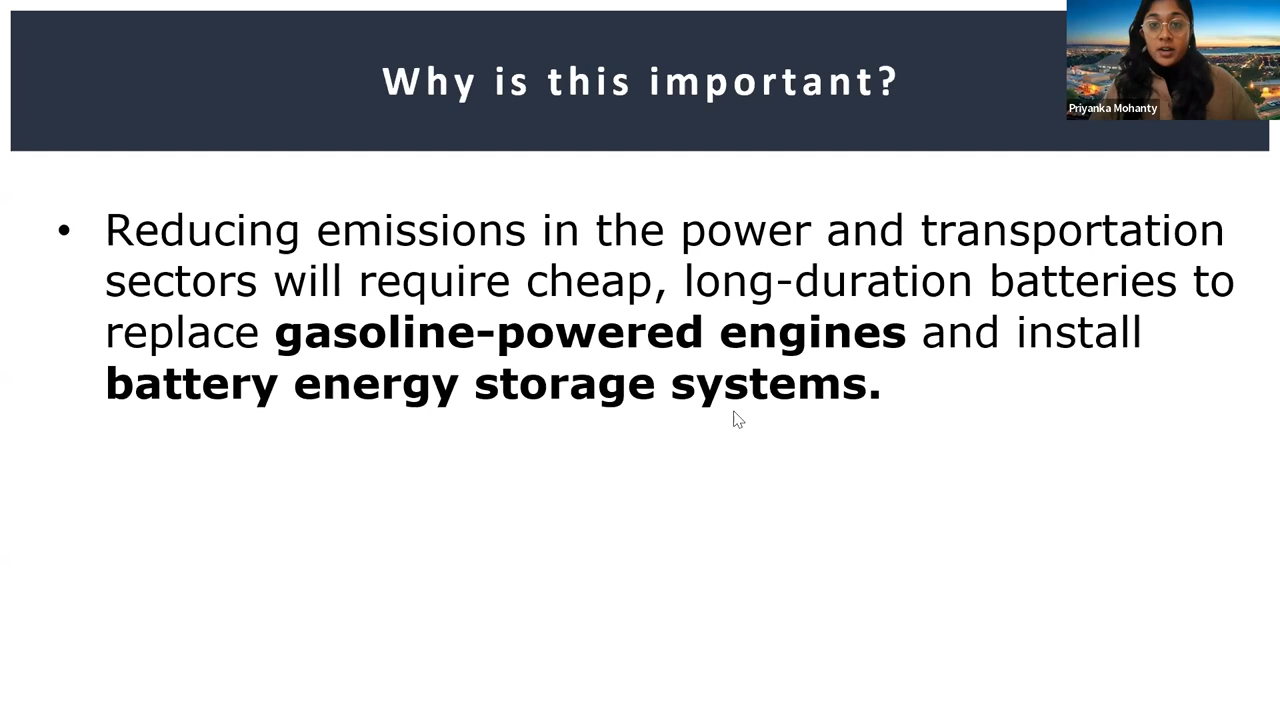 Why is this important?
Priyanka Mohanty
• Reducing emissions in the power and transportation
sectors will require cheap, long-duration batteries to
replace gasoline-powered engines and install
battery energy storage systems.